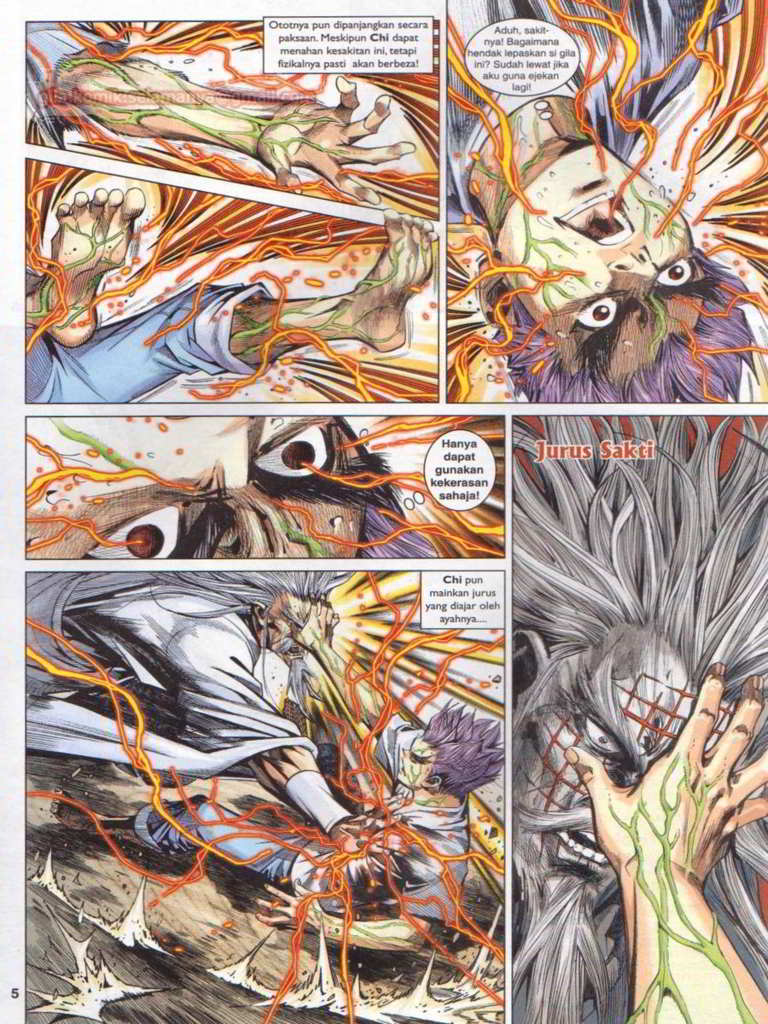 Ototnya pun dipanjangkan secara
paksaan. Meskipun Chi dapat
menahan kesakitan ini, tetapi
fizikalnya pasti akan berbeza!
Aduh, sakit-
nya! Bagaimana
hendak lepaskan si gila
ini? Sudah lewat jika
aku guna ejekan
lagi!
Hanya
dapat
gunakan
kekerasan
sahaja!
Jurus Sakti
Chi pun
mainkan jurus
yang diajar oleh
ayahnya....
5